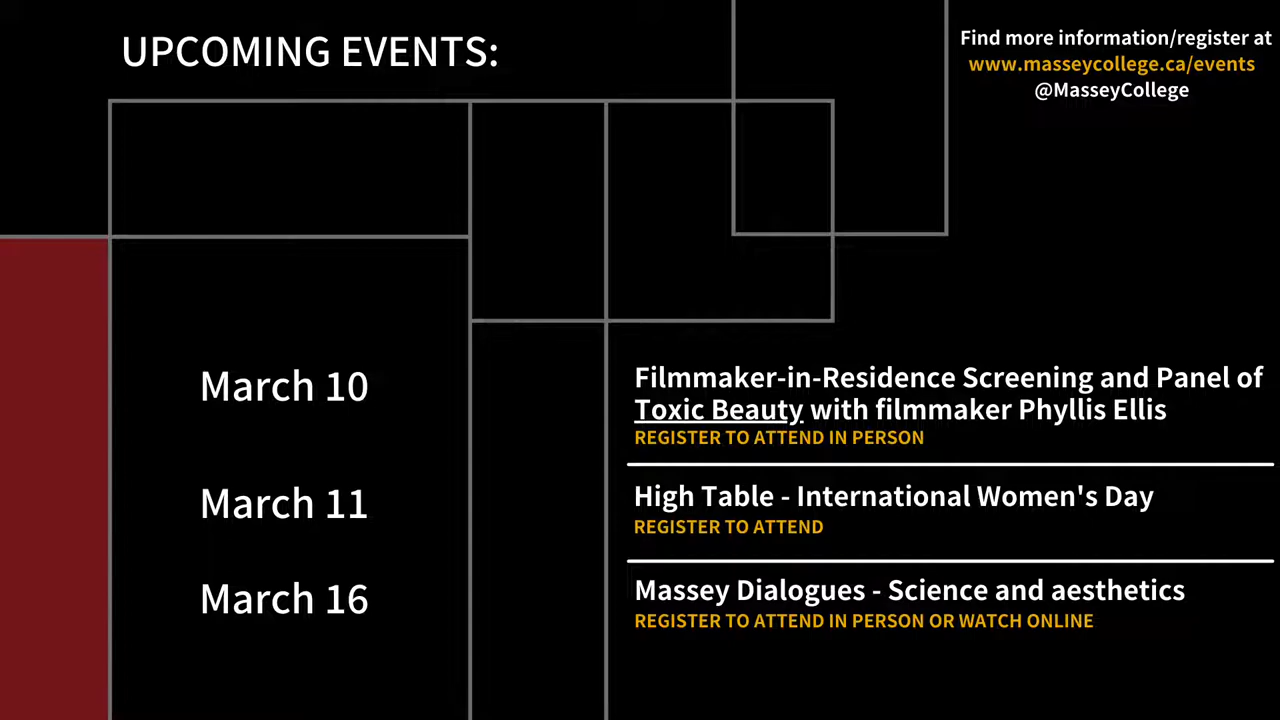 UPCOMING EVENTS:
Find more information/register at
www.masseycollege.ca/events
@MasseyCollege
March 10
Filmmaker-in-Residence Screening and Panel of
Toxic Beauty with filmmaker Phyllis Ellis
REGISTER TO ATTEND IN PERSON
March 11
High Table - International Women's Day
REGISTER TO ATTEND
March 16
Massey Dialogues - Science and aesthetics
REGISTER TO ATTEND IN PERSON OR WATCH ONLINE